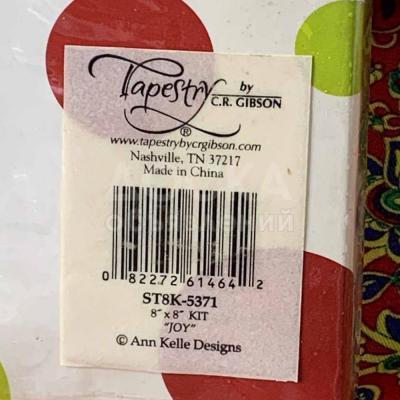 Tapestry by
C.R. GIBSON
®
www.tapestrybycrgibson.com
Nashville, TN 37217
Made in China
0 82272 61464 2
ST8K-5371
8" x 8" KIT
"JOY"
© Ann Kelle Designs